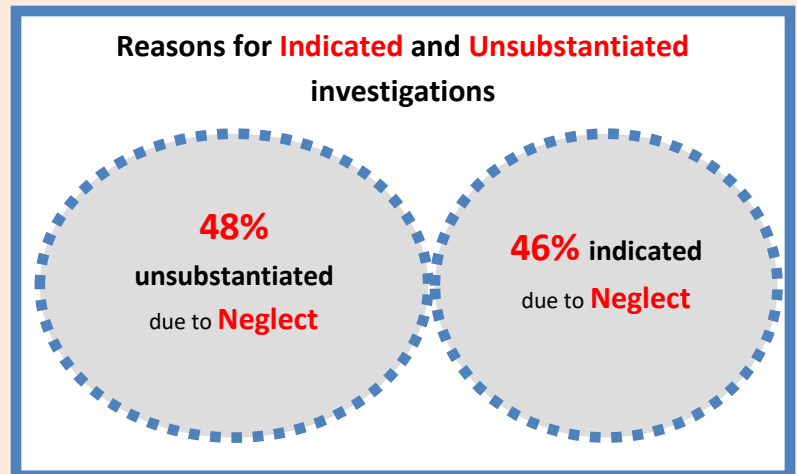 Reasons for Indicated and Unsubstantiated
investigations
48%
unsubstantiated
due to Neglect
46% indicated
due to Neglect